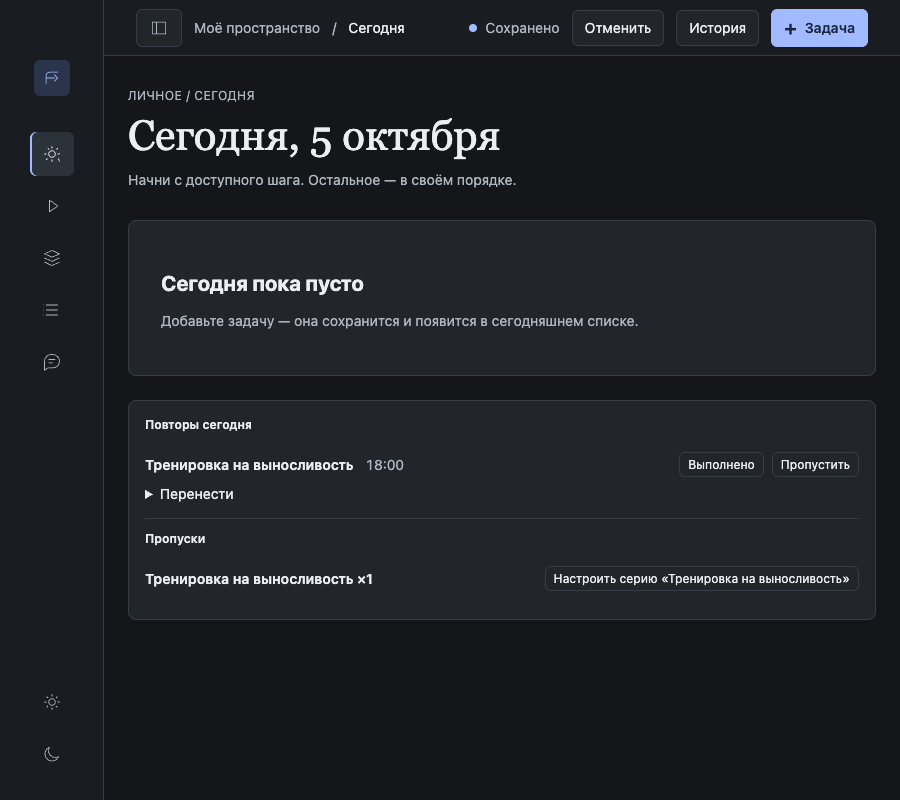 Моё пространство / Сегодня
Сохранено
Отменить
История
+ Задача
ЛИЧНОЕ / СЕГОДНЯ
Сегодня, 5 октября
Начни с доступного шага. Остальное — в своём порядке.
Сегодня пока пусто
Добавьте задачу — она сохранится и появится в сегодняшнем списке.
Повторы сегодня
Тренировка на выносливость 18:00
Выполнено
Пропустить
Перенести
Пропуски
Тренировка на выносливость ×1
Настроить серию «Тренировка на выносливость»